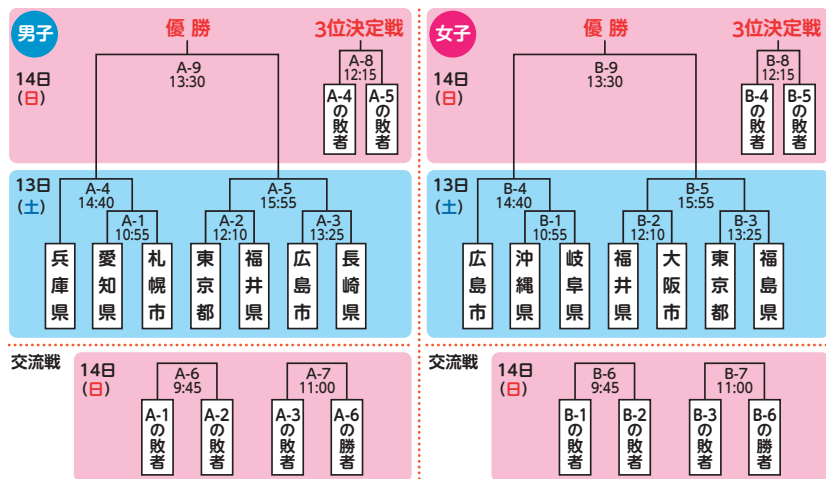 男子
優勝
3位決定戦
14日
(日)
A-9
13:30
A-8
12:15
A-4の敗者
A-5の敗者
13日
(土)
A-4
14:40
A-5
15:55
A-1
10:55
A-2
12:10
A-3
13:25
兵庫県
愛知県
札幌市
東京都
福井県
広島市
長崎県
交流戦
14日
(日)
A-6
9:45
A-7
11:00
A-1の敗者
A-2の敗者
A-3の敗者
A-6の勝者
女子
優勝
3位決定戦
14日
(日)
B-9
13:30
B-8
12:15
B-4の敗者
B-5の敗者
13日
(土)
B-4
14:40
B-5
15:55
B-1
10:55
B-2
12:10
B-3
13:25
広島市
沖縄県
岐阜県
福井県
大阪市
東京都
福島県
交流戦
14日
(日)
B-6
9:45
B-7
11:00
B-1の敗者
B-2の敗者
B-3の敗者
B-6の勝者